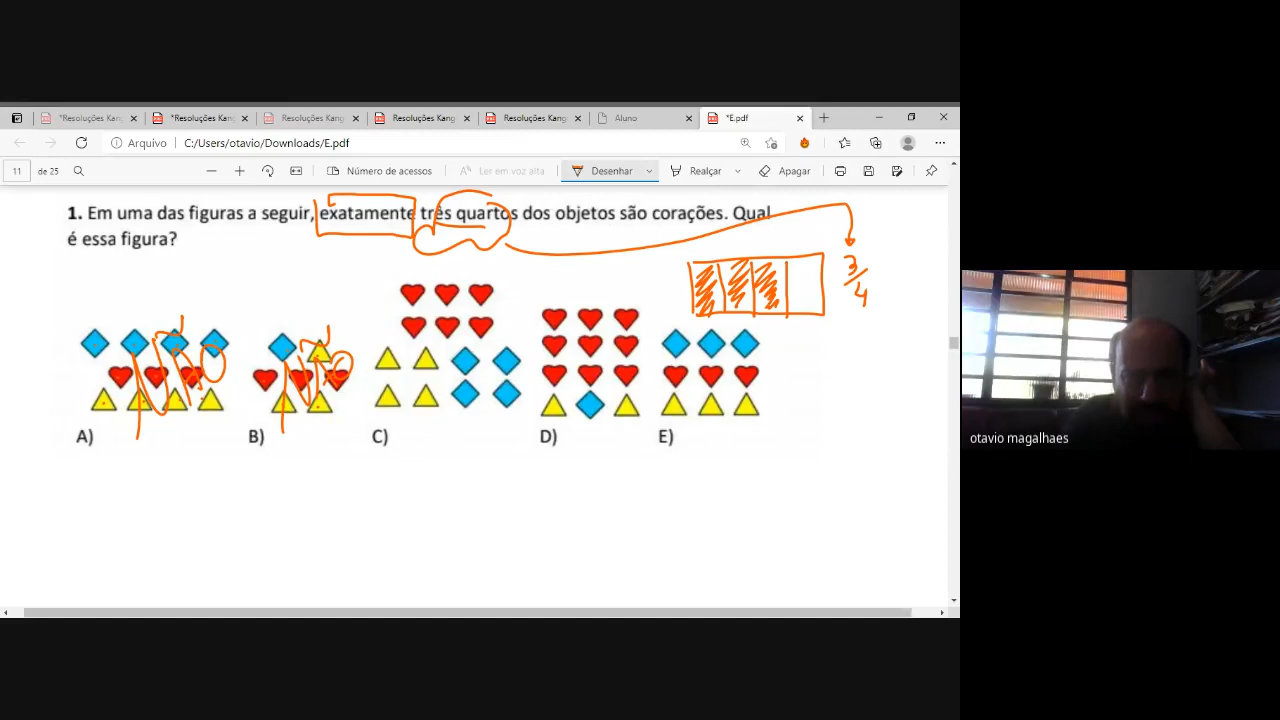 *Resoluções Kang
*Resoluções Kang
Resoluções Kang
Resoluções Kang
Resoluções Kang
Aluno
*E.pdf
Arquivo
C:/Users/otavio/Downloads/E.pdf
11
de 25
Número de acessos
Ler em voz alta
Desenhar
Realçar
Apagar
1. Em uma das figuras a seguir, exatamente três quartos dos objetos são corações. Qual
é essa figura?
3/4
NÃO
NÃO
A)
B)
C)
D)
E)
otavio magalhaes